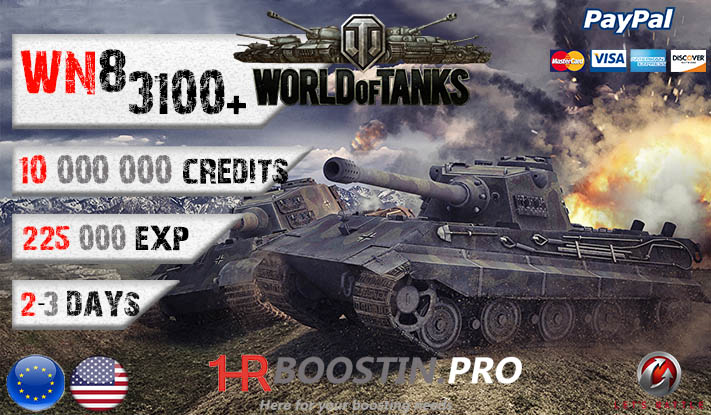 WN8
3100+
WORLD OF TANKS
PayPal
MasterCard
VISA
AMERICAN EXPRESS
DISCOVER
10 000 000 CREDITS
225 000 EXP
2-3 DAYS
1HRBOOSTIN.PRO
Here for your boosting needs